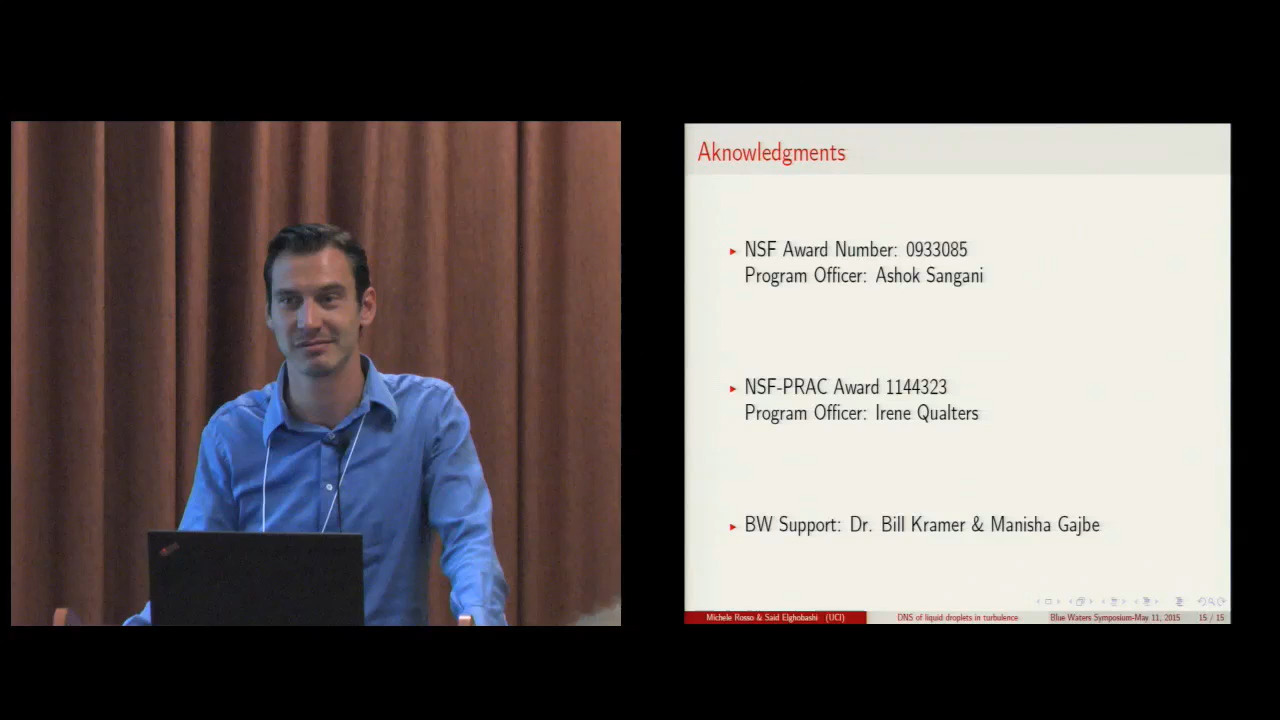 Aknowledgments
NSF Award Number: 0933085
Program Officer: Ashok Sangani
NSF-PRAC Award 1144323
Program Officer: Irene Qualters
BW Support: Dr. Bill Kramer & Manisha Gajbe
Michele Rosso & Said Elghobashi (UCI) DNS of liquid droplets in turbulence Blue Waters Symposium-May 11, 2015 15 / 15